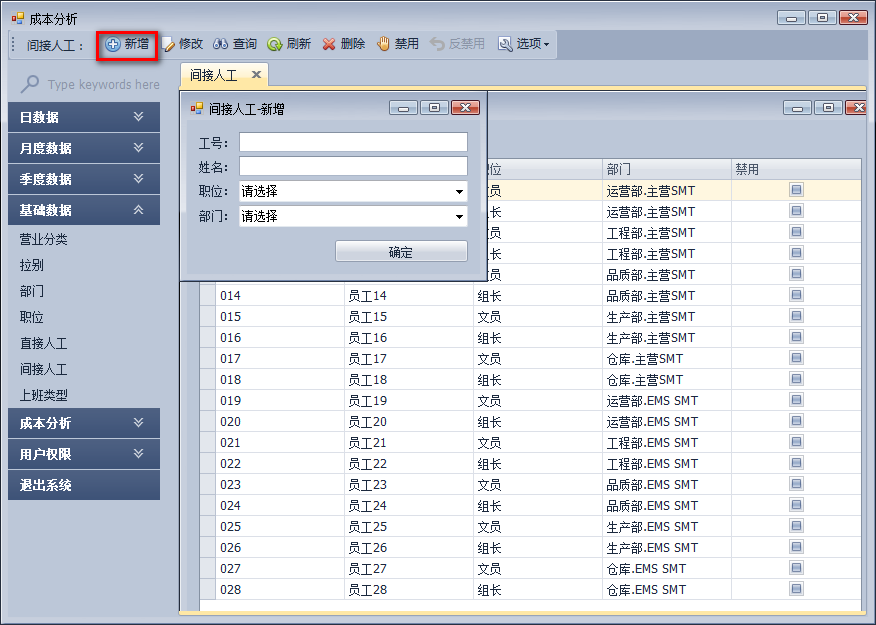 成本分析
间接人工： 新增 修改 查询 刷新 删除 禁用 反禁用 选项
Type keywords here
日数据
月度数据
季度数据
基础数据
营业分类
拉别
部门
职位
直接人工
间接人工
上班类型
成本分析
用户权限
退出系统
间接人工
间接人工-新增
工号：
姓名：
职位： 请选择
部门： 请选择
确定
位 部门 禁用
员 运营部.主营SMT
长 运营部.主营SMT
员 工程部.主营SMT
长 工程部.主营SMT
员 品质部.主营SMT
014 员工14 组长 品质部.主营SMT
015 员工15 文员 生产部.主营SMT
016 员工16 组长 生产部.主营SMT
017 员工17 文员 仓库.主营SMT
018 员工18 组长 仓库.主营SMT
019 员工19 文员 运营部.EMS SMT
020 员工20 组长 运营部.EMS SMT
021 员工21 文员 工程部.EMS SMT
022 员工22 组长 工程部.EMS SMT
023 员工23 文员 品质部.EMS SMT
024 员工24 组长 品质部.EMS SMT
025 员工25 文员 生产部.EMS SMT
026 员工26 组长 生产部.EMS SMT
027 员工27 文员 仓库.EMS SMT
028 员工28 组长 仓库.EMS SMT